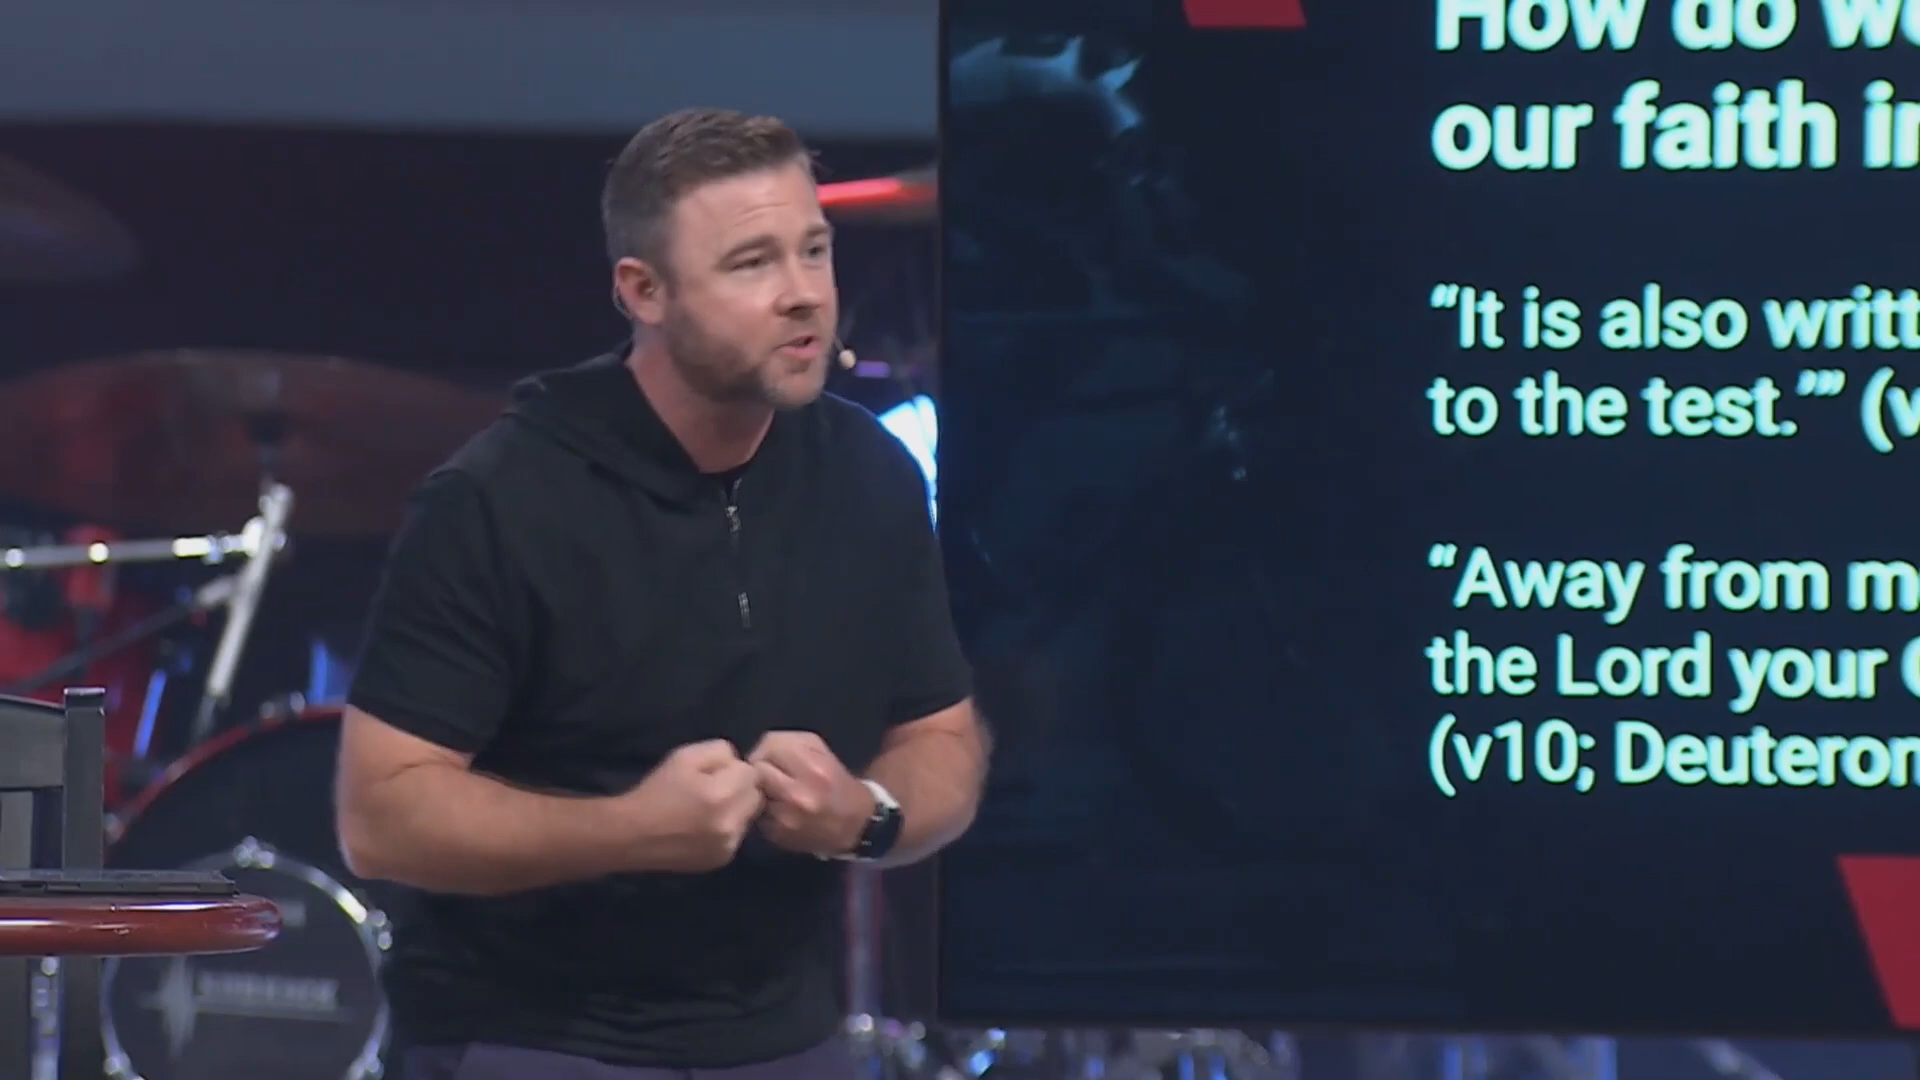 How do we
our faith in
“It is also writt
to the test.’” (v
“Away from m
the Lord your G
(v10; Deuteron